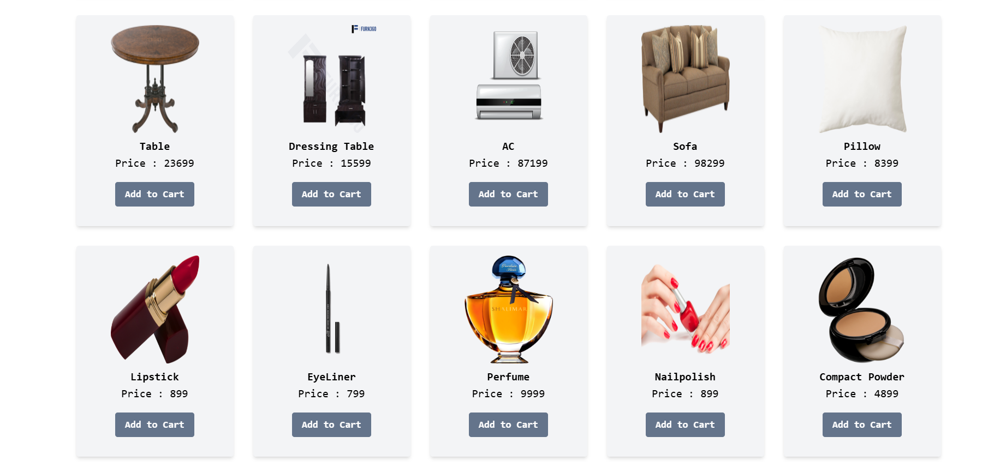 FURN360
Table
Price : 23699
Add to Cart
Dressing Table
Price : 15599
Add to Cart
AC
Price : 87199
Add to Cart
Sofa
Price : 98299
Add to Cart
Pillow
Price : 8399
Add to Cart
Lipstick
Price : 899
Add to Cart
EyeLiner
Price : 799
Add to Cart
SHALIMAR
Perfume
Price : 9999
Add to Cart
Nailpolish
Price : 899
Add to Cart
Compact Powder
Price : 4899
Add to Cart